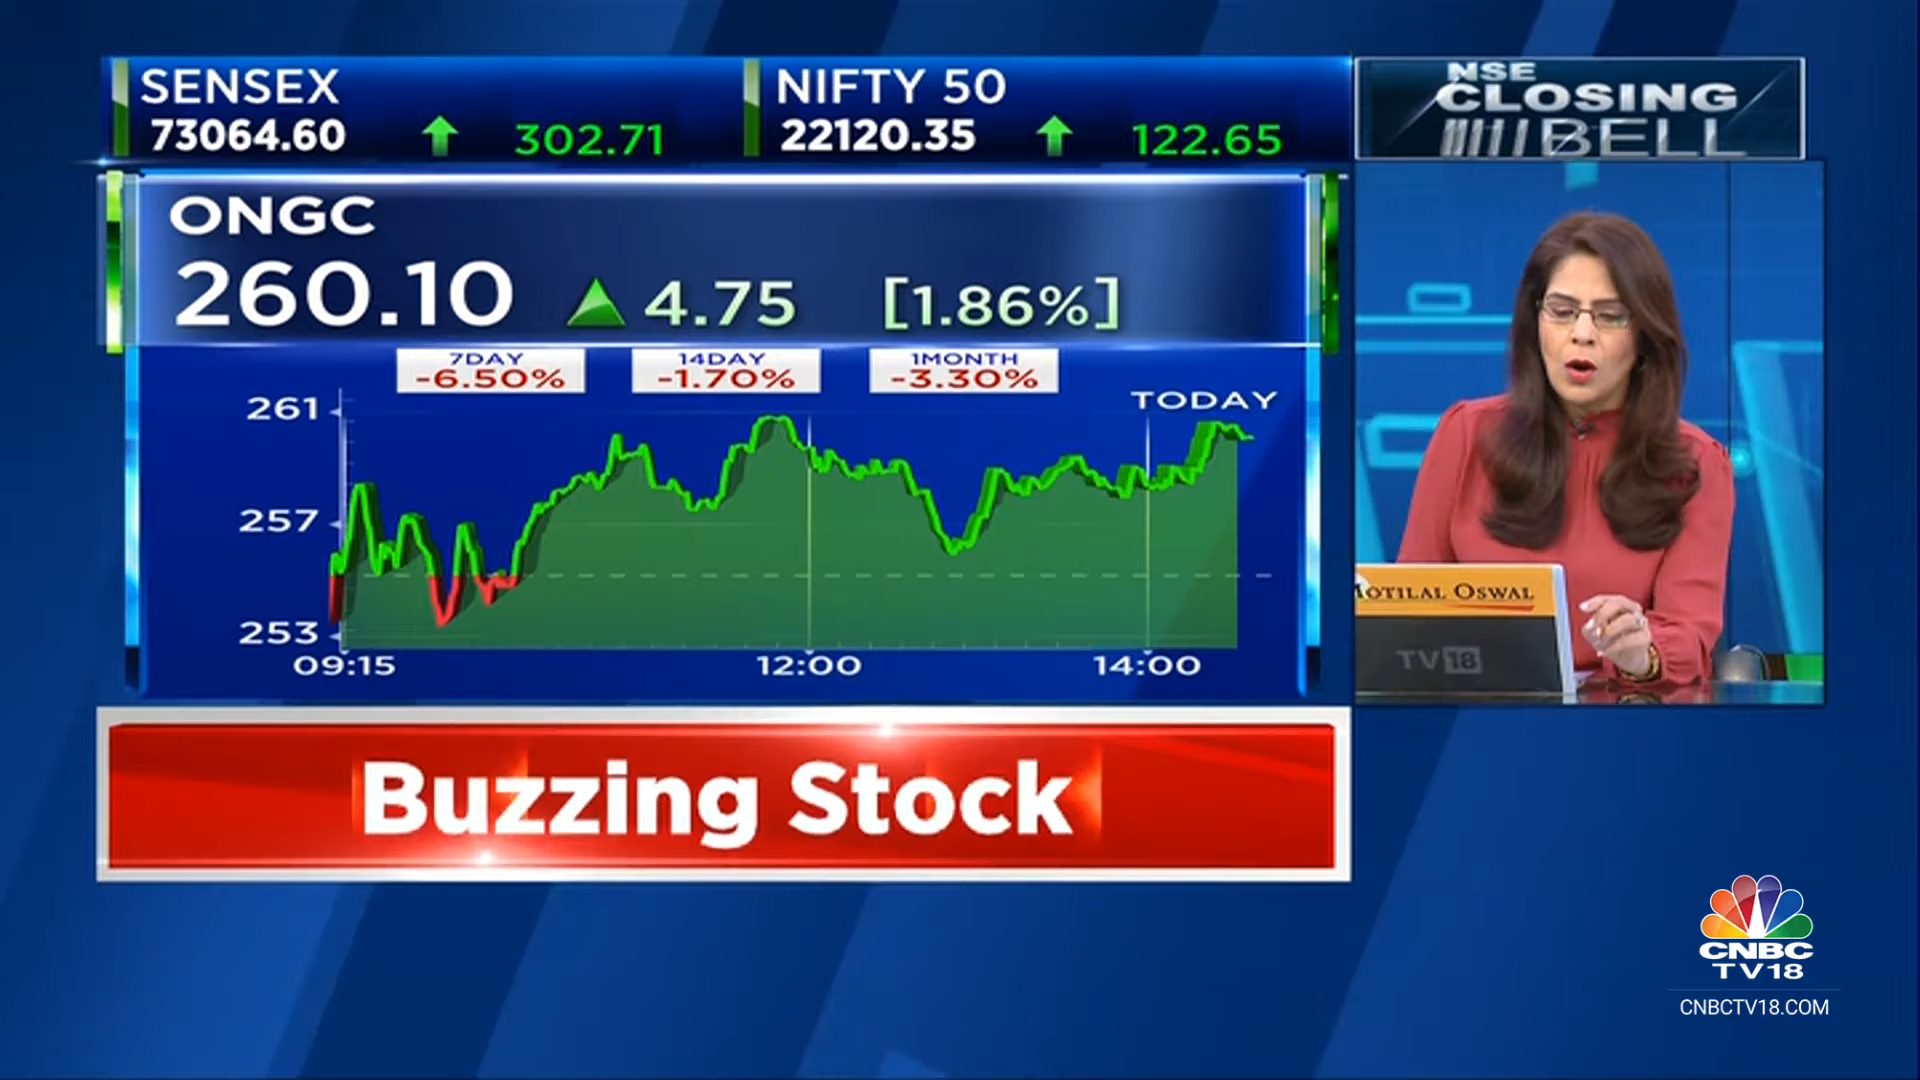 SENSEX
73064.60 302.71
NIFTY 50
22120.35 122.65
NSE
CLOSING
BELL
ONGC
260.10 4.75 [1.86%]
7DAY
-6.50%
14DAY
-1.70%
1MONTH
-3.30%
TODAY
261
257
253
09:15 12:00 14:00
OTILAL OSWAL
TV18
Buzzing Stock
CNBC
TV18
CNBCTV18.COM